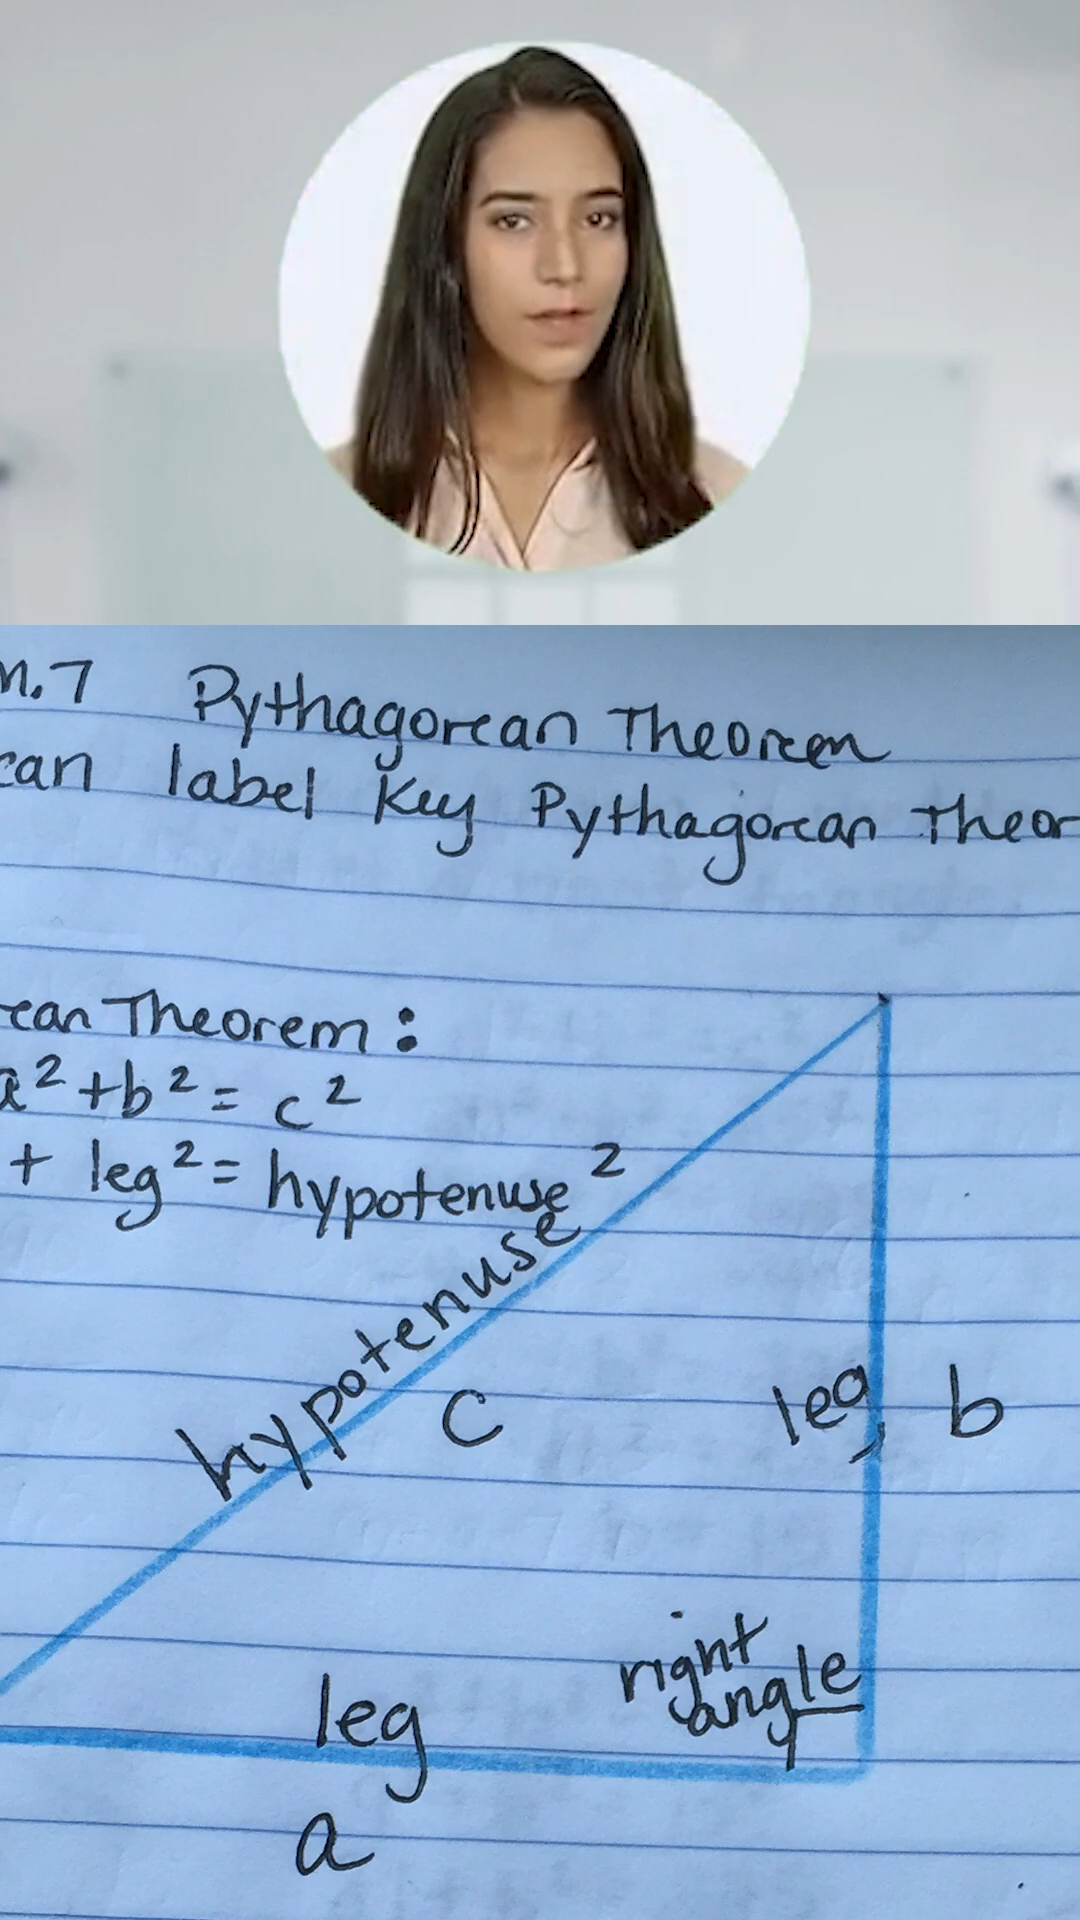 M.7 Pythagorean Theorem
can label Key Pythagorean Theor
ean Theorem:
a² + b² = c²
+ leg² = hypotenuse²
hypotenuse
c
leg b
right
angle
leg
a